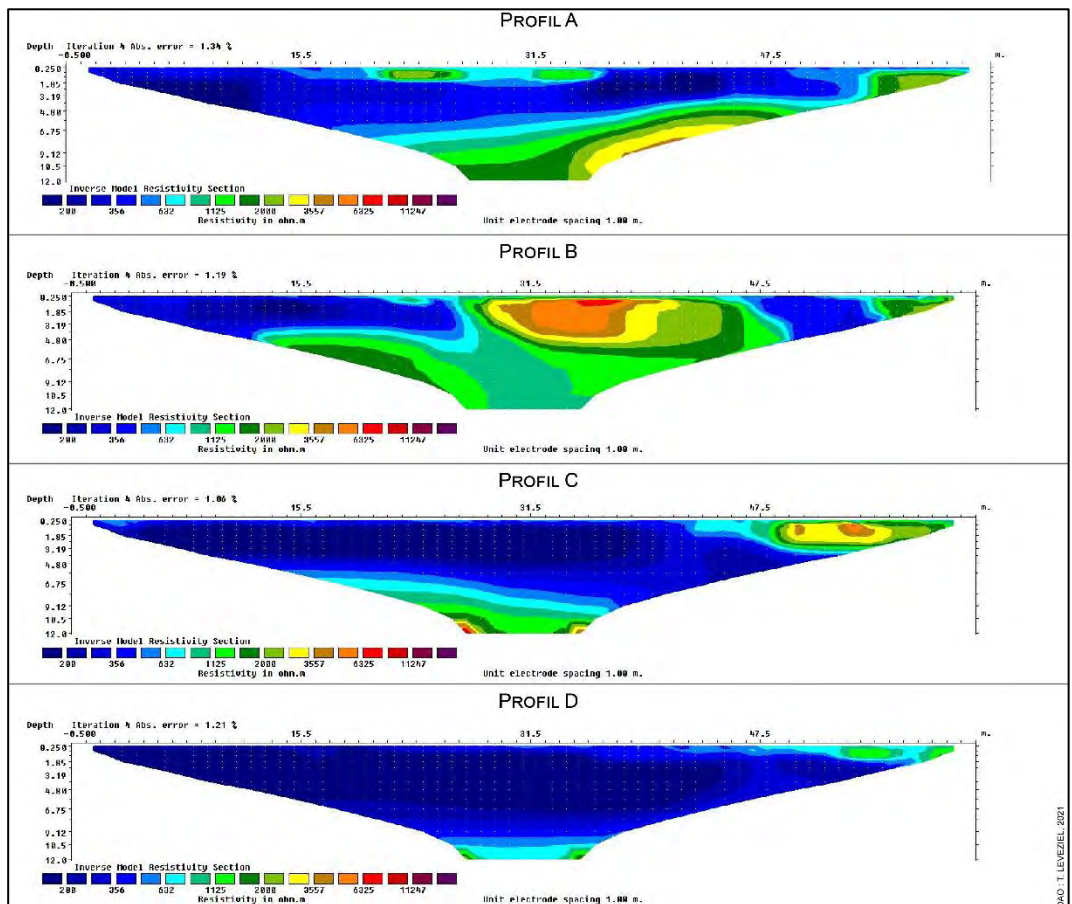 PROFIL A
Depth Iteration 4 Abs. error = 1.34 %
-0.500 15.5 31.5 47.5 m.
0.250
1.85
3.19
4.80
6.75
9.12
10.5
12.0
Inverse Model Resistivity Section
200 356 632 1125 2000 3557 6325 11247
Resistivity in ohm.m Unit electrode spacing 1.00 m.
PROFIL B
Depth Iteration 4 Abs. error = 1.19 %
-0.500 15.5 31.5 47.5 m.
0.250
1.85
3.19
4.80
6.75
9.12
10.5
12.0
Inverse Model Resistivity Section
200 356 632 1125 2000 3557 6325 11247
Resistivity in ohm.m Unit electrode spacing 1.00 m.
PROFIL C
Depth Iteration 4 Abs. error = 1.06 %
-0.500 15.5 31.5 47.5 m.
0.250
1.85
3.19
4.80
6.75
9.12
10.5
12.0
Inverse Model Resistivity Section
200 356 632 1125 2000 3557 6325 11247
Resistivity in ohm.m Unit electrode spacing 1.00 m.
PROFIL D
Depth Iteration 4 Abs. error = 1.21 %
-0.500 15.5 31.5 47.5 m.
0.250
1.85
3.19
4.80
6.75
9.12
10.5
12.0
Inverse Model Resistivity Section
200 356 632 1125 2000 3557 6325 11247
Resistivity in ohm.m Unit electrode spacing 1.00 m.
DAO : T. LEVEZIEL, 2021